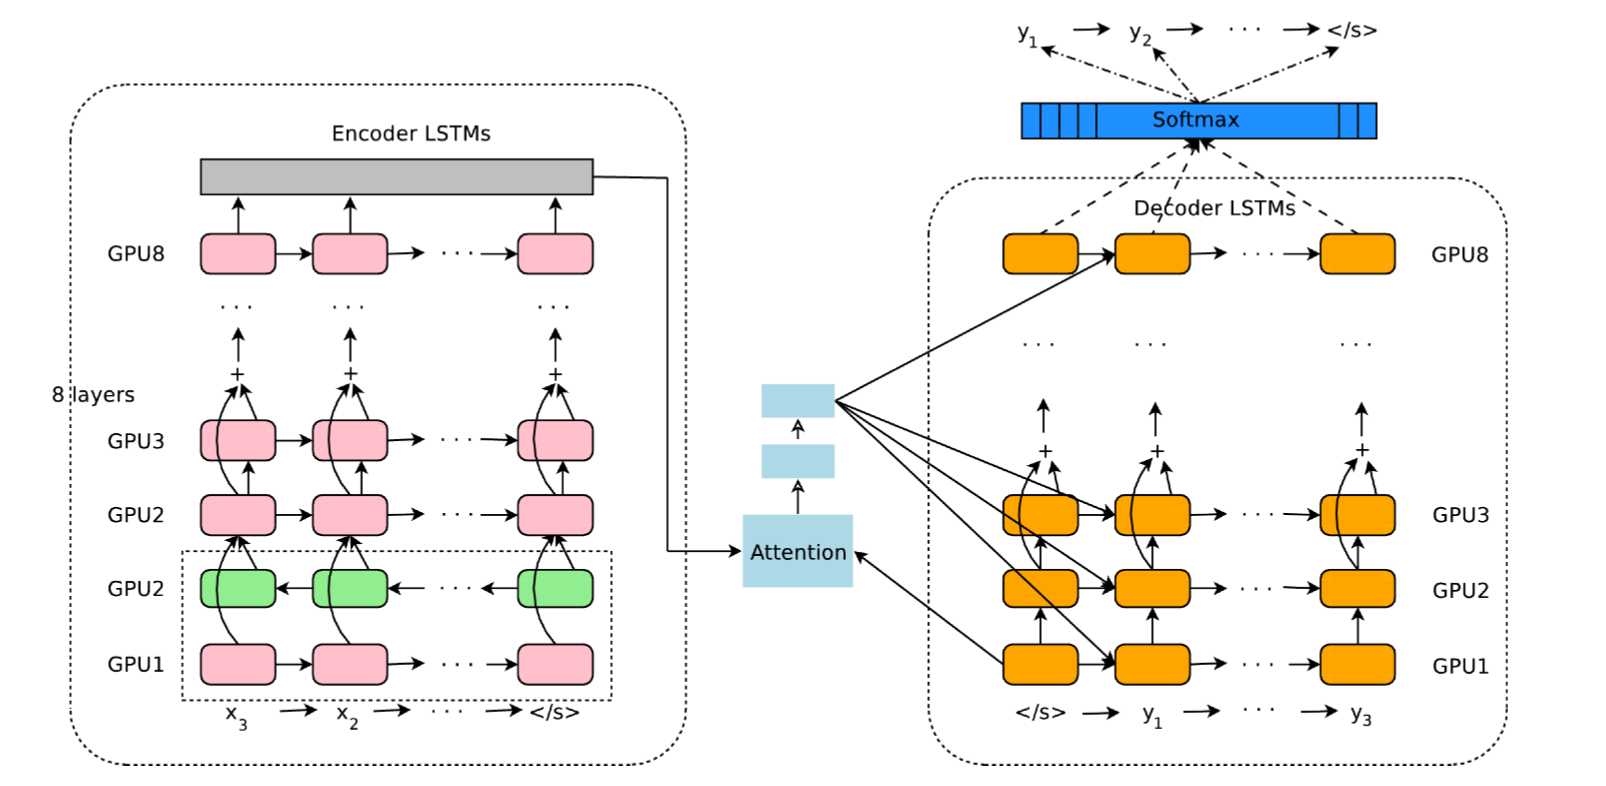 y1 y2 ... </s>
Softmax
Encoder LSTMs
Decoder LSTMs
GPU8 ...
... GPU8
... ... ...
... ... ...
+ + +
8 layers
GPU3 ...
+ + +
GPU2 ...
... GPU3
Attention
GPU2 ...
... GPU2
GPU1 ...
... GPU1
x3 x2 ... </s>
</s> y1 ... y3